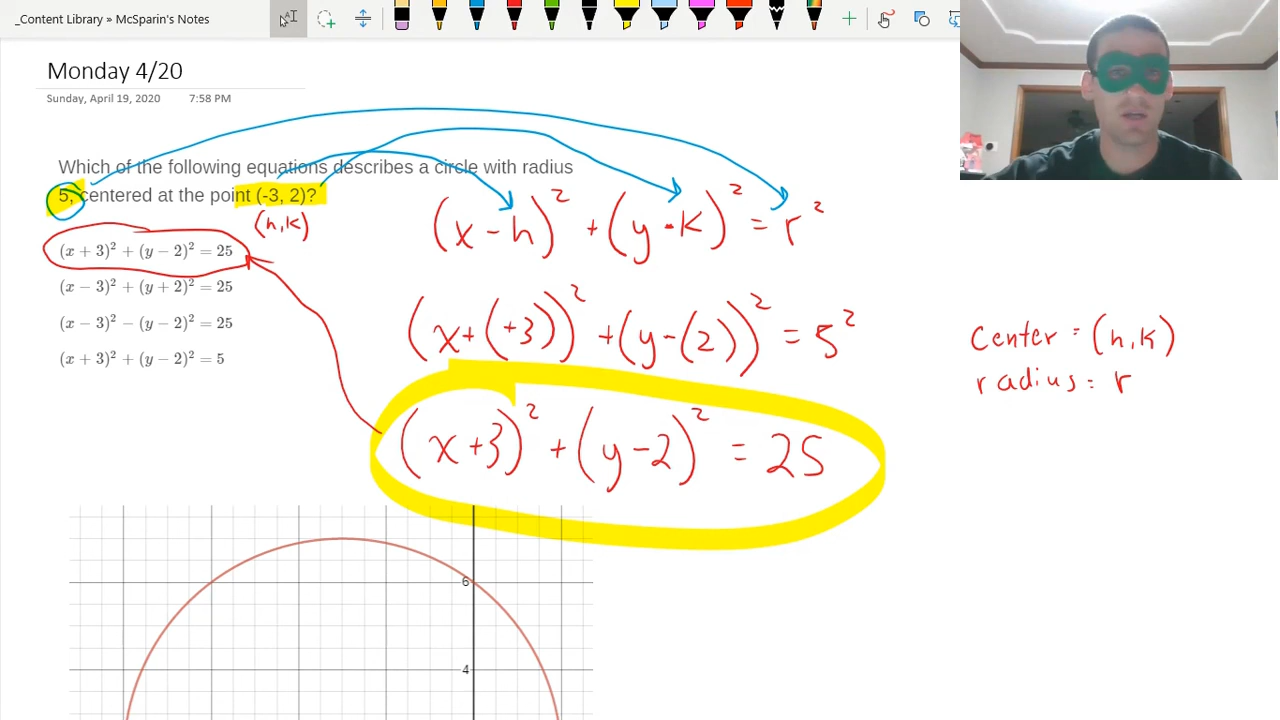 _Content Library » McSparin's Notes
Monday 4/20
Sunday, April 19, 2020 7:58 PM
Which of the following equations describes a circle with radius
5, centered at the point (-3, 2)?
(h,k)
(x + 3)² + (y − 2)² = 25
(x − 3)² + (y + 2)² = 25
(x − 3)² − (y − 2)² = 25
(x + 3)² + (y − 2)² = 5
(x − h)² + (y - k)² = r²
(x+(+3))² + (y−(2))² = 5²
(x+3)² + (y−2)² = 25
Center = (h,k)
radius = r
6
4